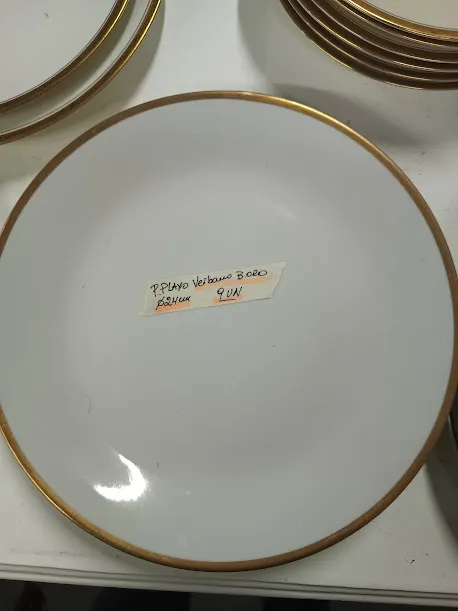 P.PLAYO Verbano B.ORO
Ø24cm 9UN